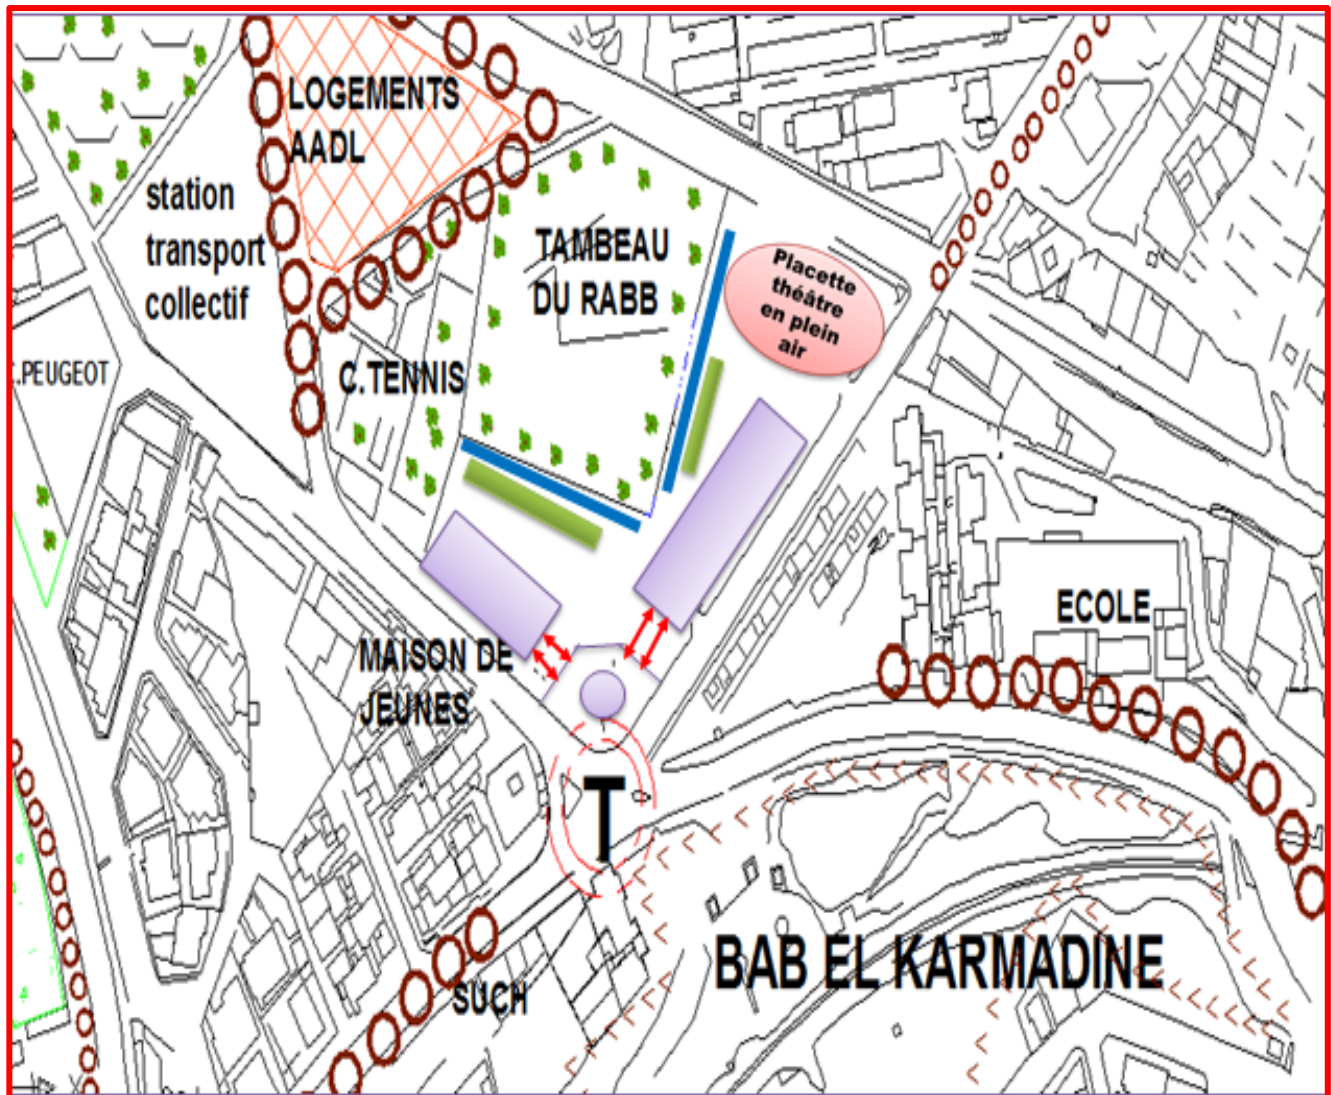 LOGEMENTS
AADL
station
transport
collectif
TAMBEAU
DU RABB
Placette
théâtre
en plein
air
.PEUGEOT
C.TENNIS
ECOLE
MAISON DE
JEUNES
T
BAB EL KARMADINE
SUCH